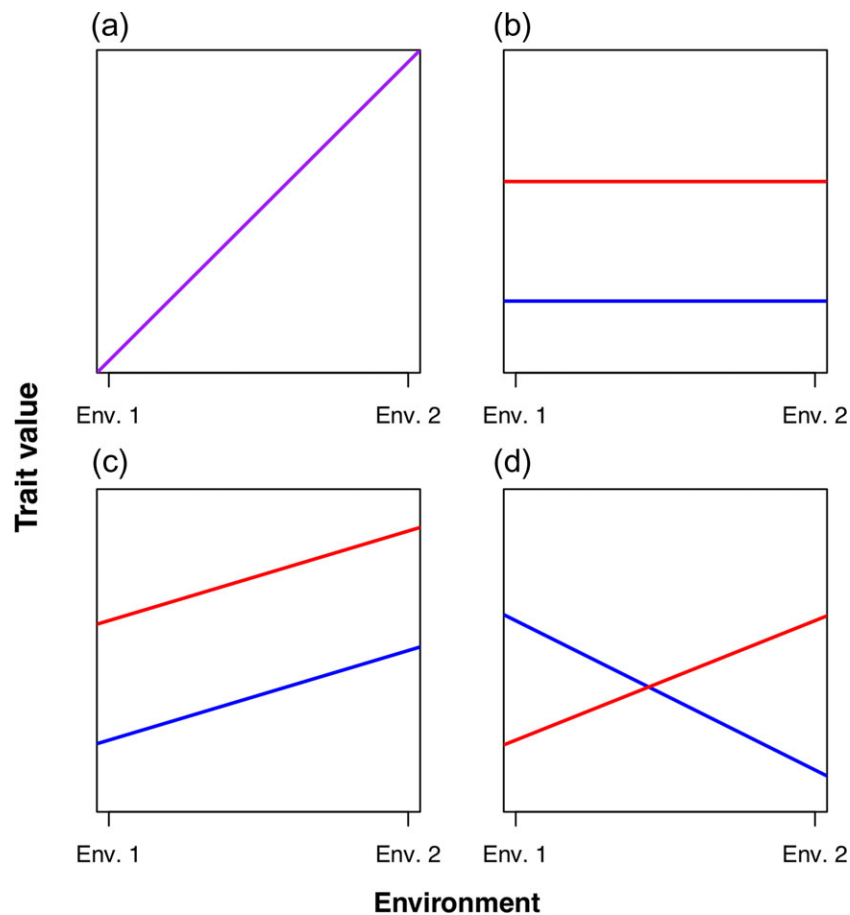 (a)
(b)
Env. 1 Env. 2
Env. 1 Env. 2
(c)
(d)
Trait value
Env. 1 Env. 2
Env. 1 Env. 2
Environment